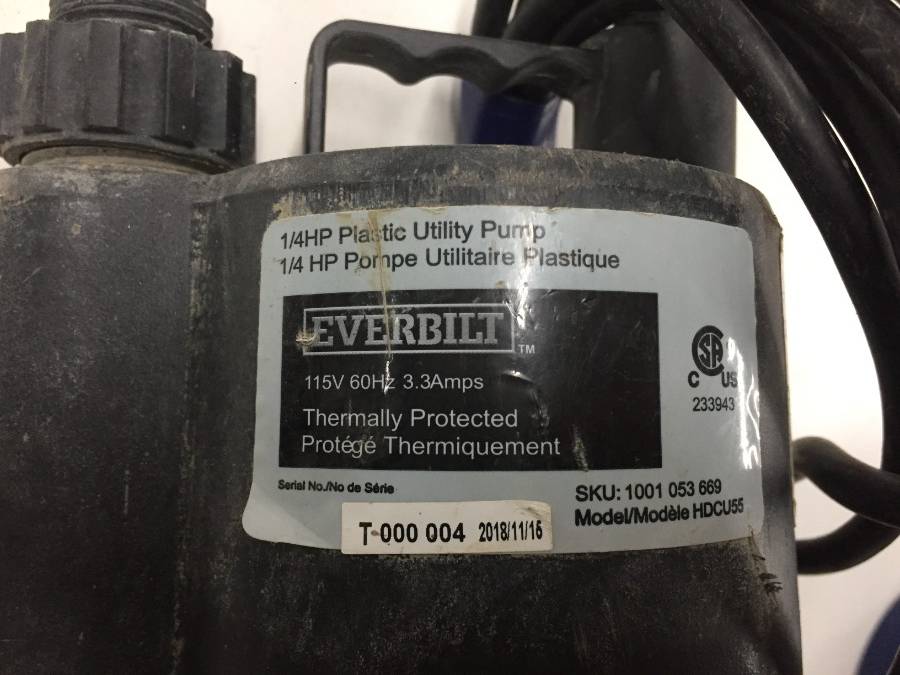 1/4HP Plastic Utility Pump
1/4 HP Pompe Utilitaire Plastique
EVERBILT TM
115V 60Hz 3.3Amps
Thermally Protected
Protégé Thermiquement
CSA
C US
233943
Serial No./No de Série
SKU: 1001 053 669
Model/Modèle HDCU55
T-000 004 2018/11/15